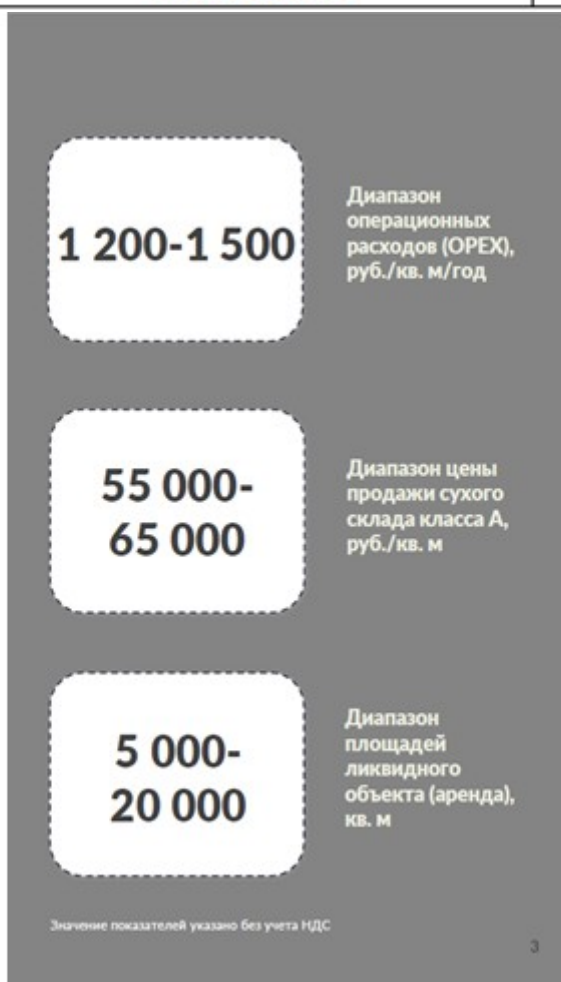 1 200-1 500
Диапазон
операционных
расходов (OPEX),
руб./кв. м/год
55 000-
65 000
Диапазон цены
продажи сухого
склада класса А,
руб./кв. м
5 000-
20 000
Диапазон
площадей
ликвидного
объекта (аренда),
кв. м
Значение показателей указано без учета НДС
3